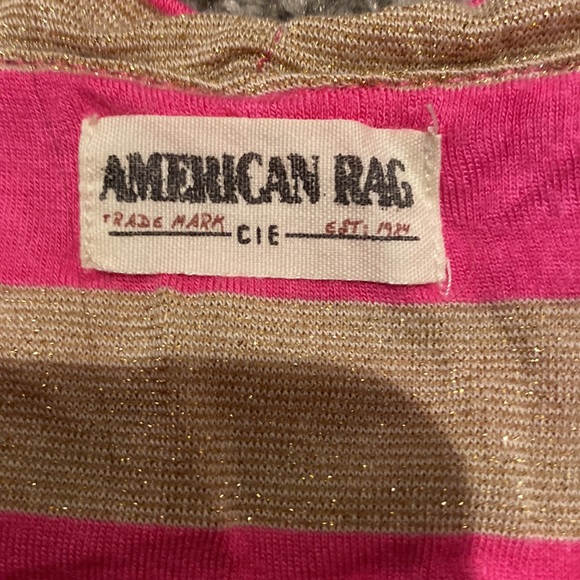 AMERICAN RAG
TRADE MARK CIE EST; 1984